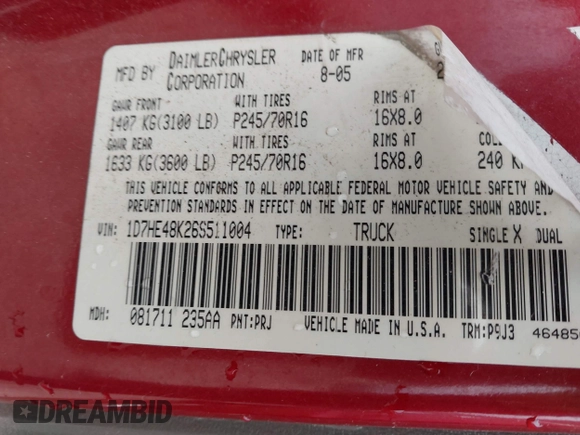 MFD BY DAIMLERCHRYSLER CORPORATION DATE OF MFR 8-05
GAWR FRONT WITH TIRES RIMS AT
1407 KG(3100 LB) P245/70R16 16X8.0
GAWR REAR WITH TIRES RIMS AT
1633 KG(3600 LB) P245/70R16 16X8.0 240
THIS VEHICLE CONFORMS TO ALL APPLICABLE FEDERAL MOTOR VEHICLE SAFETY AND
PREVENTION STANDARDS IN EFFECT ON THE DATE OF MANUFACTURE SHOWN ABOVE.
VIN: 1D7HE48K26S511004 TYPE: TRUCK SINGLE X DUAL
MDH: 081711 235AA PNT:PRJ VEHICLE MADE IN U.S.A. TRM:P9J3
DREAMBID